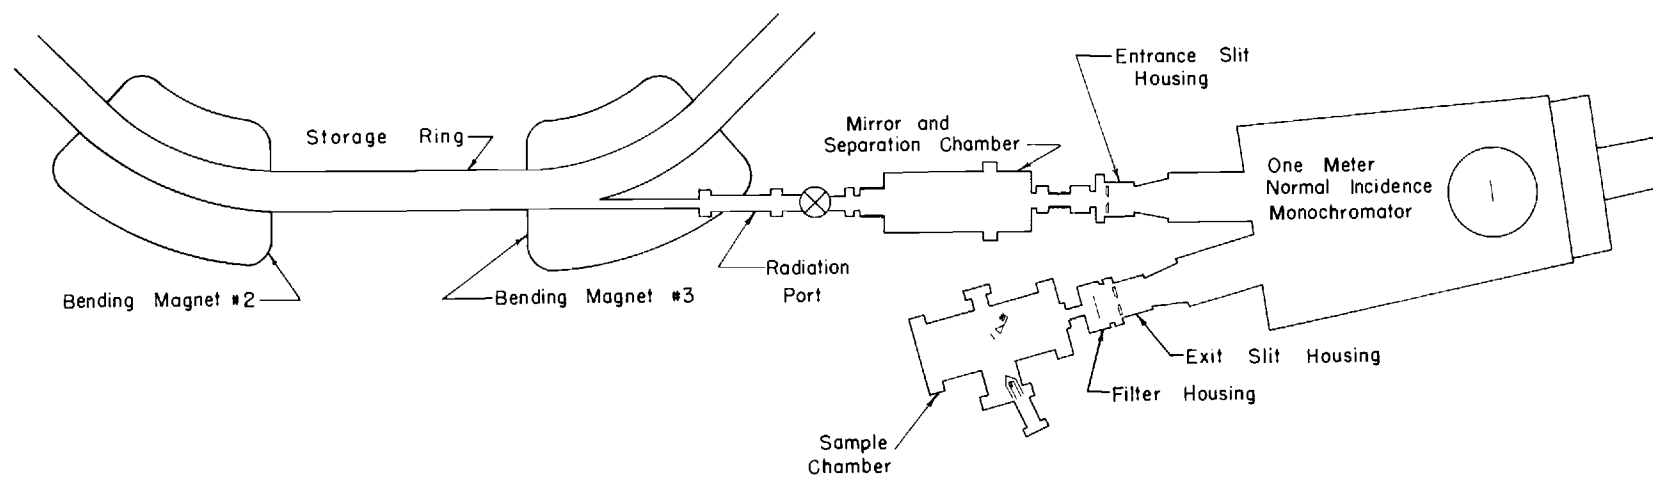 Entrance Slit
Housing
Mirror and
Separation Chamber
Storage Ring
One Meter
Normal Incidence
Monochromator
Radiation
Port
Bending Magnet #2
Bending Magnet #3
Exit Slit Housing
Filter Housing
Sample
Chamber